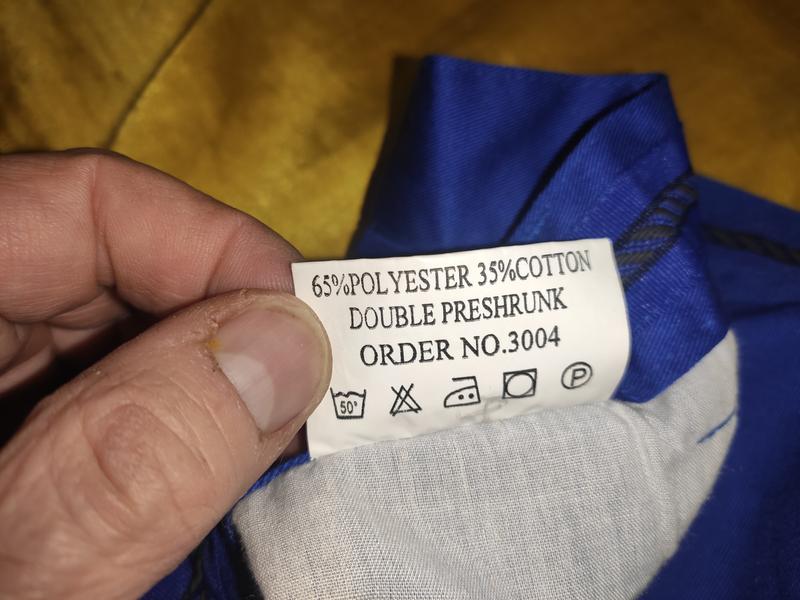 65%POLYESTER 35%COTTON
DOUBLE PRESHRUNK
ORDER NO.3004
50° P